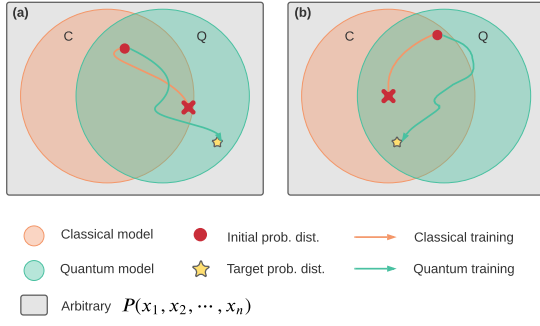 (a)
C
Q
(b)
C
Q
Classical model
Initial prob. dist.
Classical training
Quantum model
Target prob. dist.
Quantum training
Arbitrary P(x₁, x₂, ⋯, xₙ)